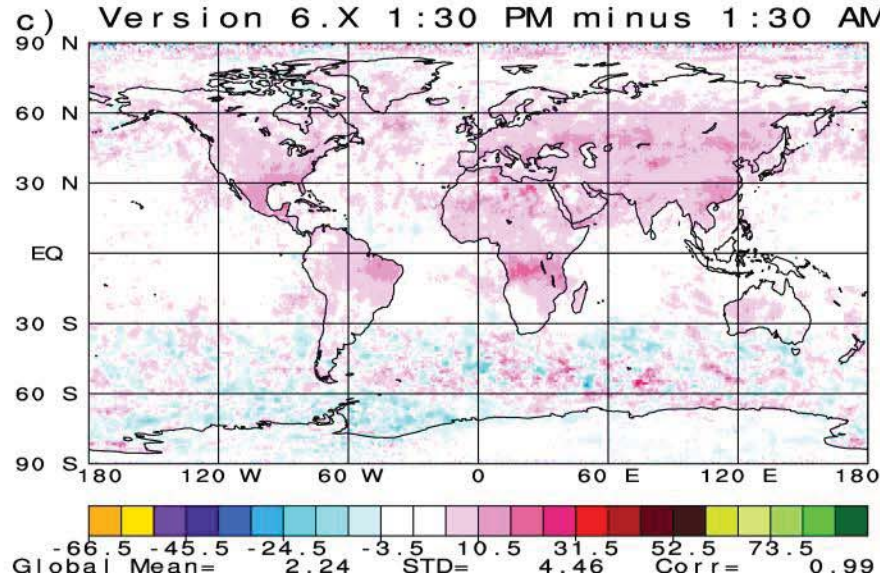 c) Version 6.X 1:30 PM minus 1:30 AM
90 N
60 N
30 N
EQ
30 S
60 S
90 S
180 120 W 60 W 0 60 E 120 E 180
-66.5 -45.5 -24.5 -3.5 10.5 31.5 52.5 73.5
Global Mean= 2.24 STD= 4.46 Corr= 0.99